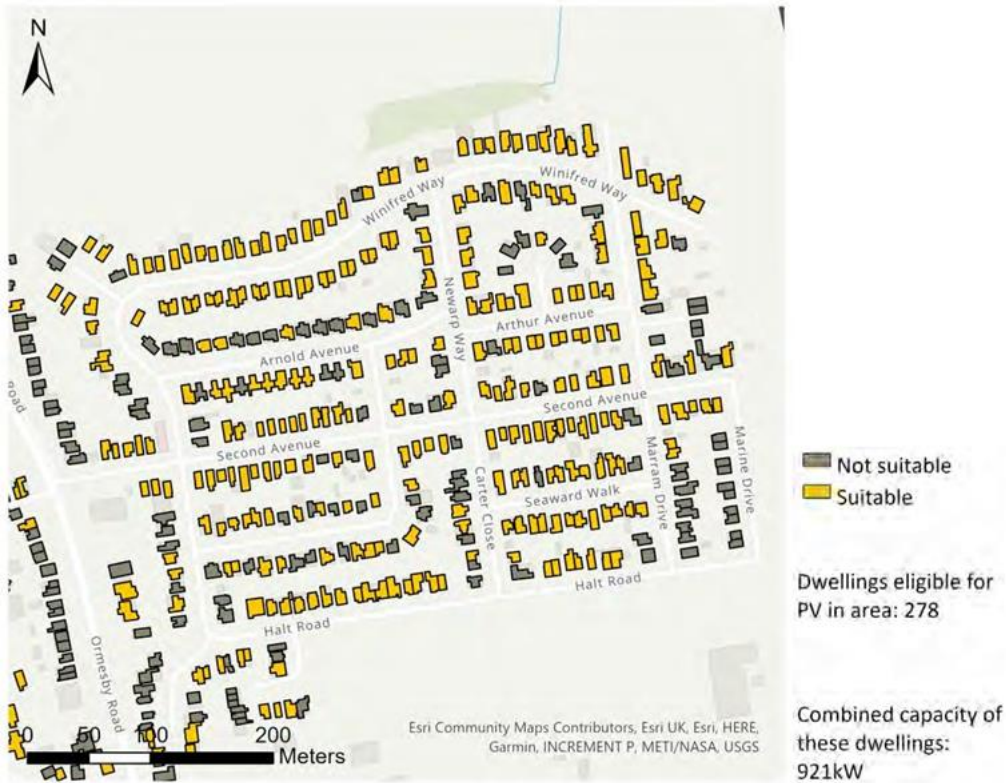 N
Winifred Way
Winifred Way
Newarp Way
Arthur Avenue
Arnold Avenue
Road
Second Avenue
Second Avenue
Carter Close
Seaward Walk
Marram Drive
Marine Drive
Halt Road
Halt Road
Ormesby Road
0 50 100 200
Meters
Esri Community Maps Contributors, Esri UK, Esri, HERE,
Garmin, INCREMENT P, METI/NASA, USGS
Not suitable
Suitable
Dwellings eligible for
PV in area: 278
Combined capacity of
these dwellings:
921kW